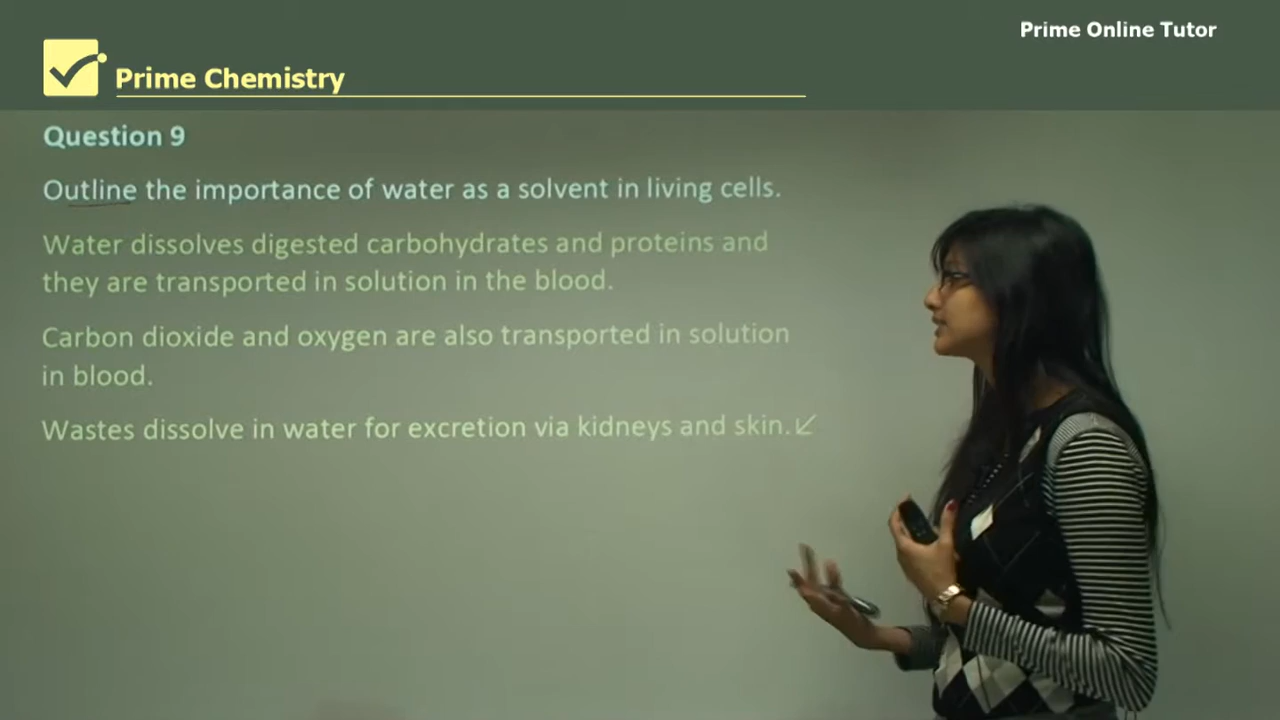 Prime Online Tutor
Prime Chemistry
Question 9
Outline the importance of water as a solvent in living cells.
Water dissolves digested carbohydrates and proteins and
they are transported in solution in the blood.
Carbon dioxide and oxygen are also transported in solution
in blood.
Wastes dissolve in water for excretion via kidneys and skin.